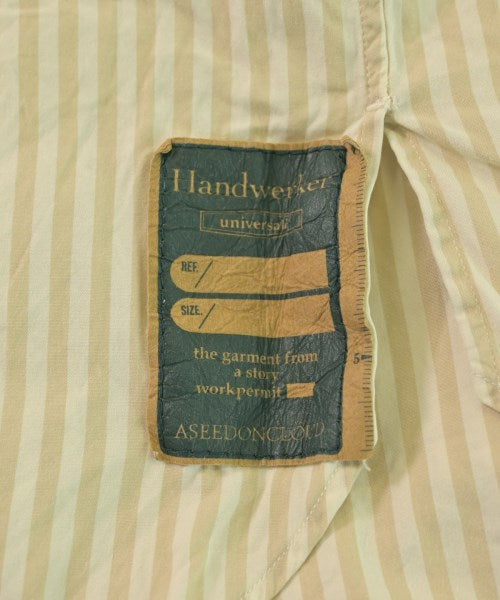 Handwerker
universal
REF. /
SIZE. /
the garment from
a story
workpermit
ASEEDONCLOUD
5